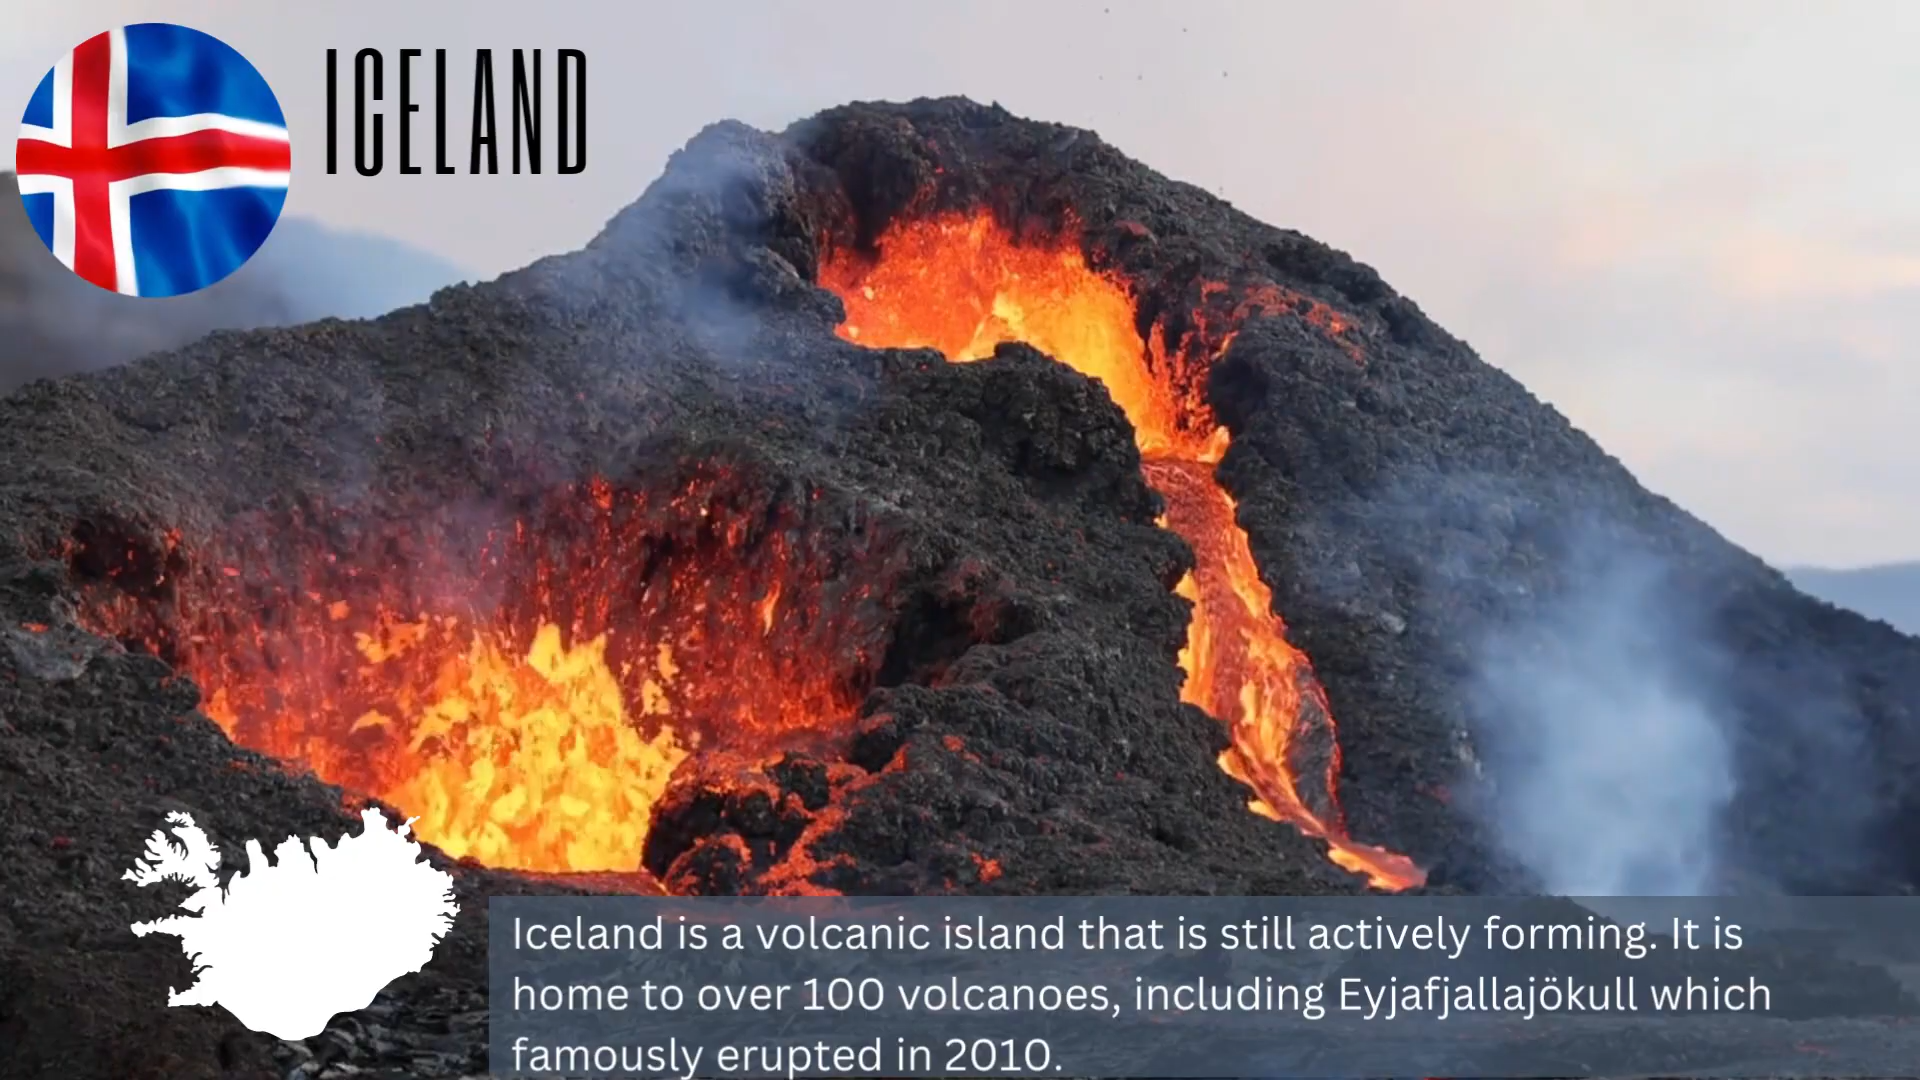 ICELAND
Iceland is a volcanic island that is still actively forming. It is
home to over 100 volcanoes, including Eyjafjallajökull which
famously erupted in 2010.